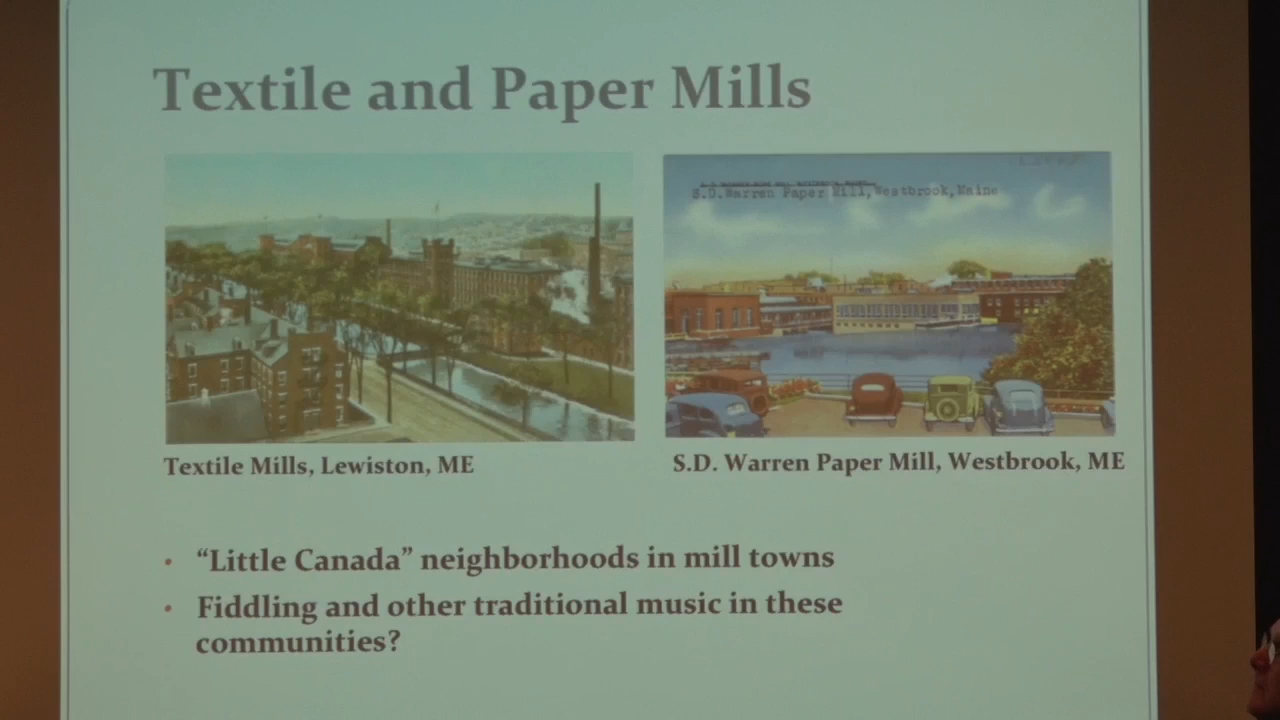 Textile and Paper Mills
S.D.Warren Paper Mill,Westbrook,Maine
Textile Mills, Lewiston, ME
S.D. Warren Paper Mill, Westbrook, ME
• “Little Canada” neighborhoods in mill towns
• Fiddling and other traditional music in these
communities?